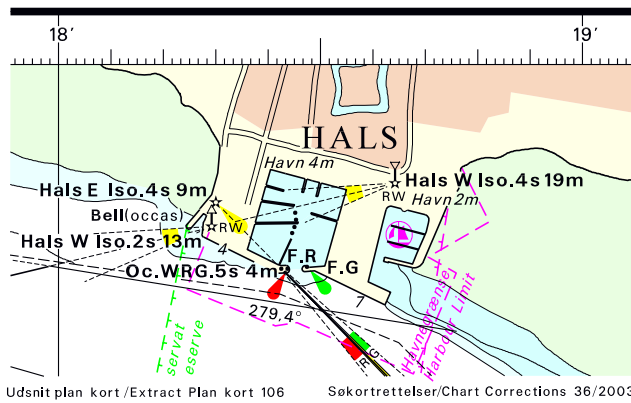 18'
19'
HALS
Havn 4m
Hals E Iso.4s 9m
Hals W Iso.4s 19m
RW
Havn 2m
Bell(occas)
RW
Hals W Iso.2s 13m
4
F.R
Oc.WRG.5s 4m
F.G
7
279,4°
RG
servat
eserve
Havnegrænse
Harbour Limit
Udsnit plan kort /Extract Plan kort 106
Søkortrettelser/Chart Corrections 36/2003